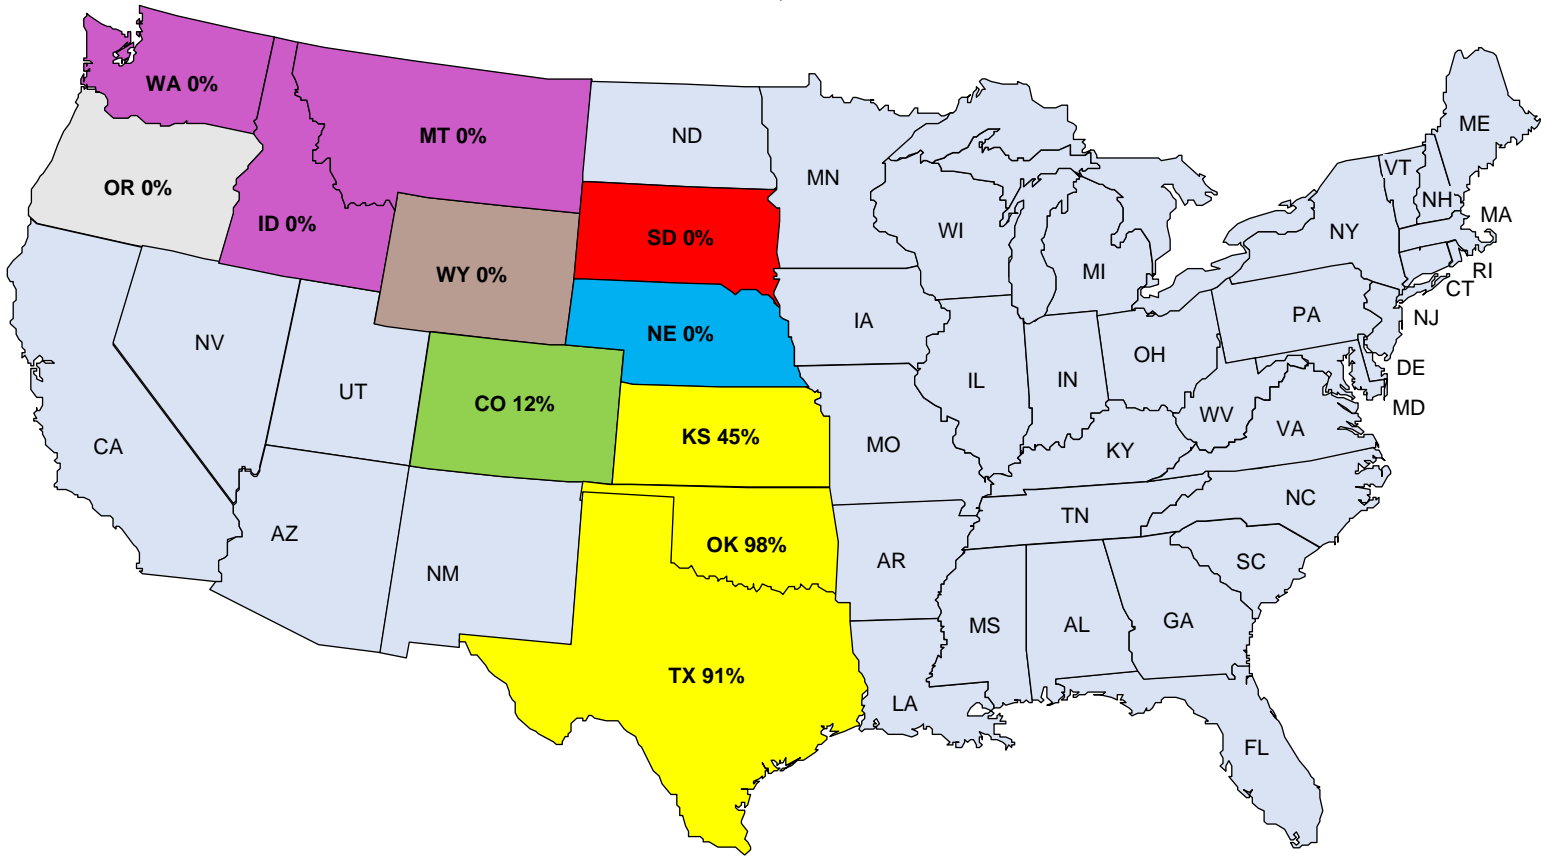 WA 0%
MT 0%
ND
OR 0%
ID 0%
WY 0%
SD 0%
NE 0%
CO 12%
KS 45%
OK 98%
TX 91%
MN
WI
MI
IA
IL
IN
OH
MO
KY
WV
VA
PA
NY
VT
NH
ME
MA
RI
CT
NJ
DE
MD
NV
UT
CA
AZ
NM
AR
TN
NC
SC
MS
AL
GA
LA
FL